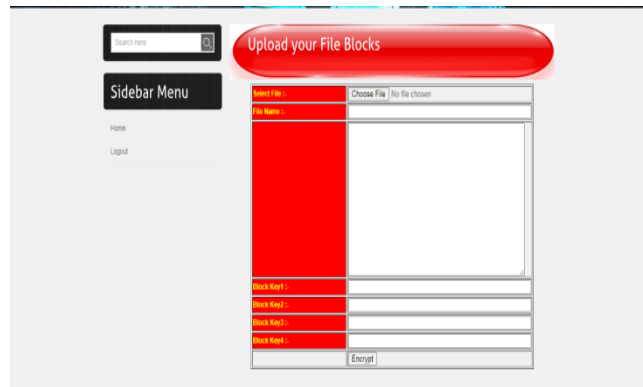 Search here
Upload your File Blocks
Sidebar Menu
Home
Logout
Select File :-
Choose File No file chosen
File Name :-
Block Key1 :-
Block Key2 :-
Block Key3 :-
Block Key4 :-
Encrypt